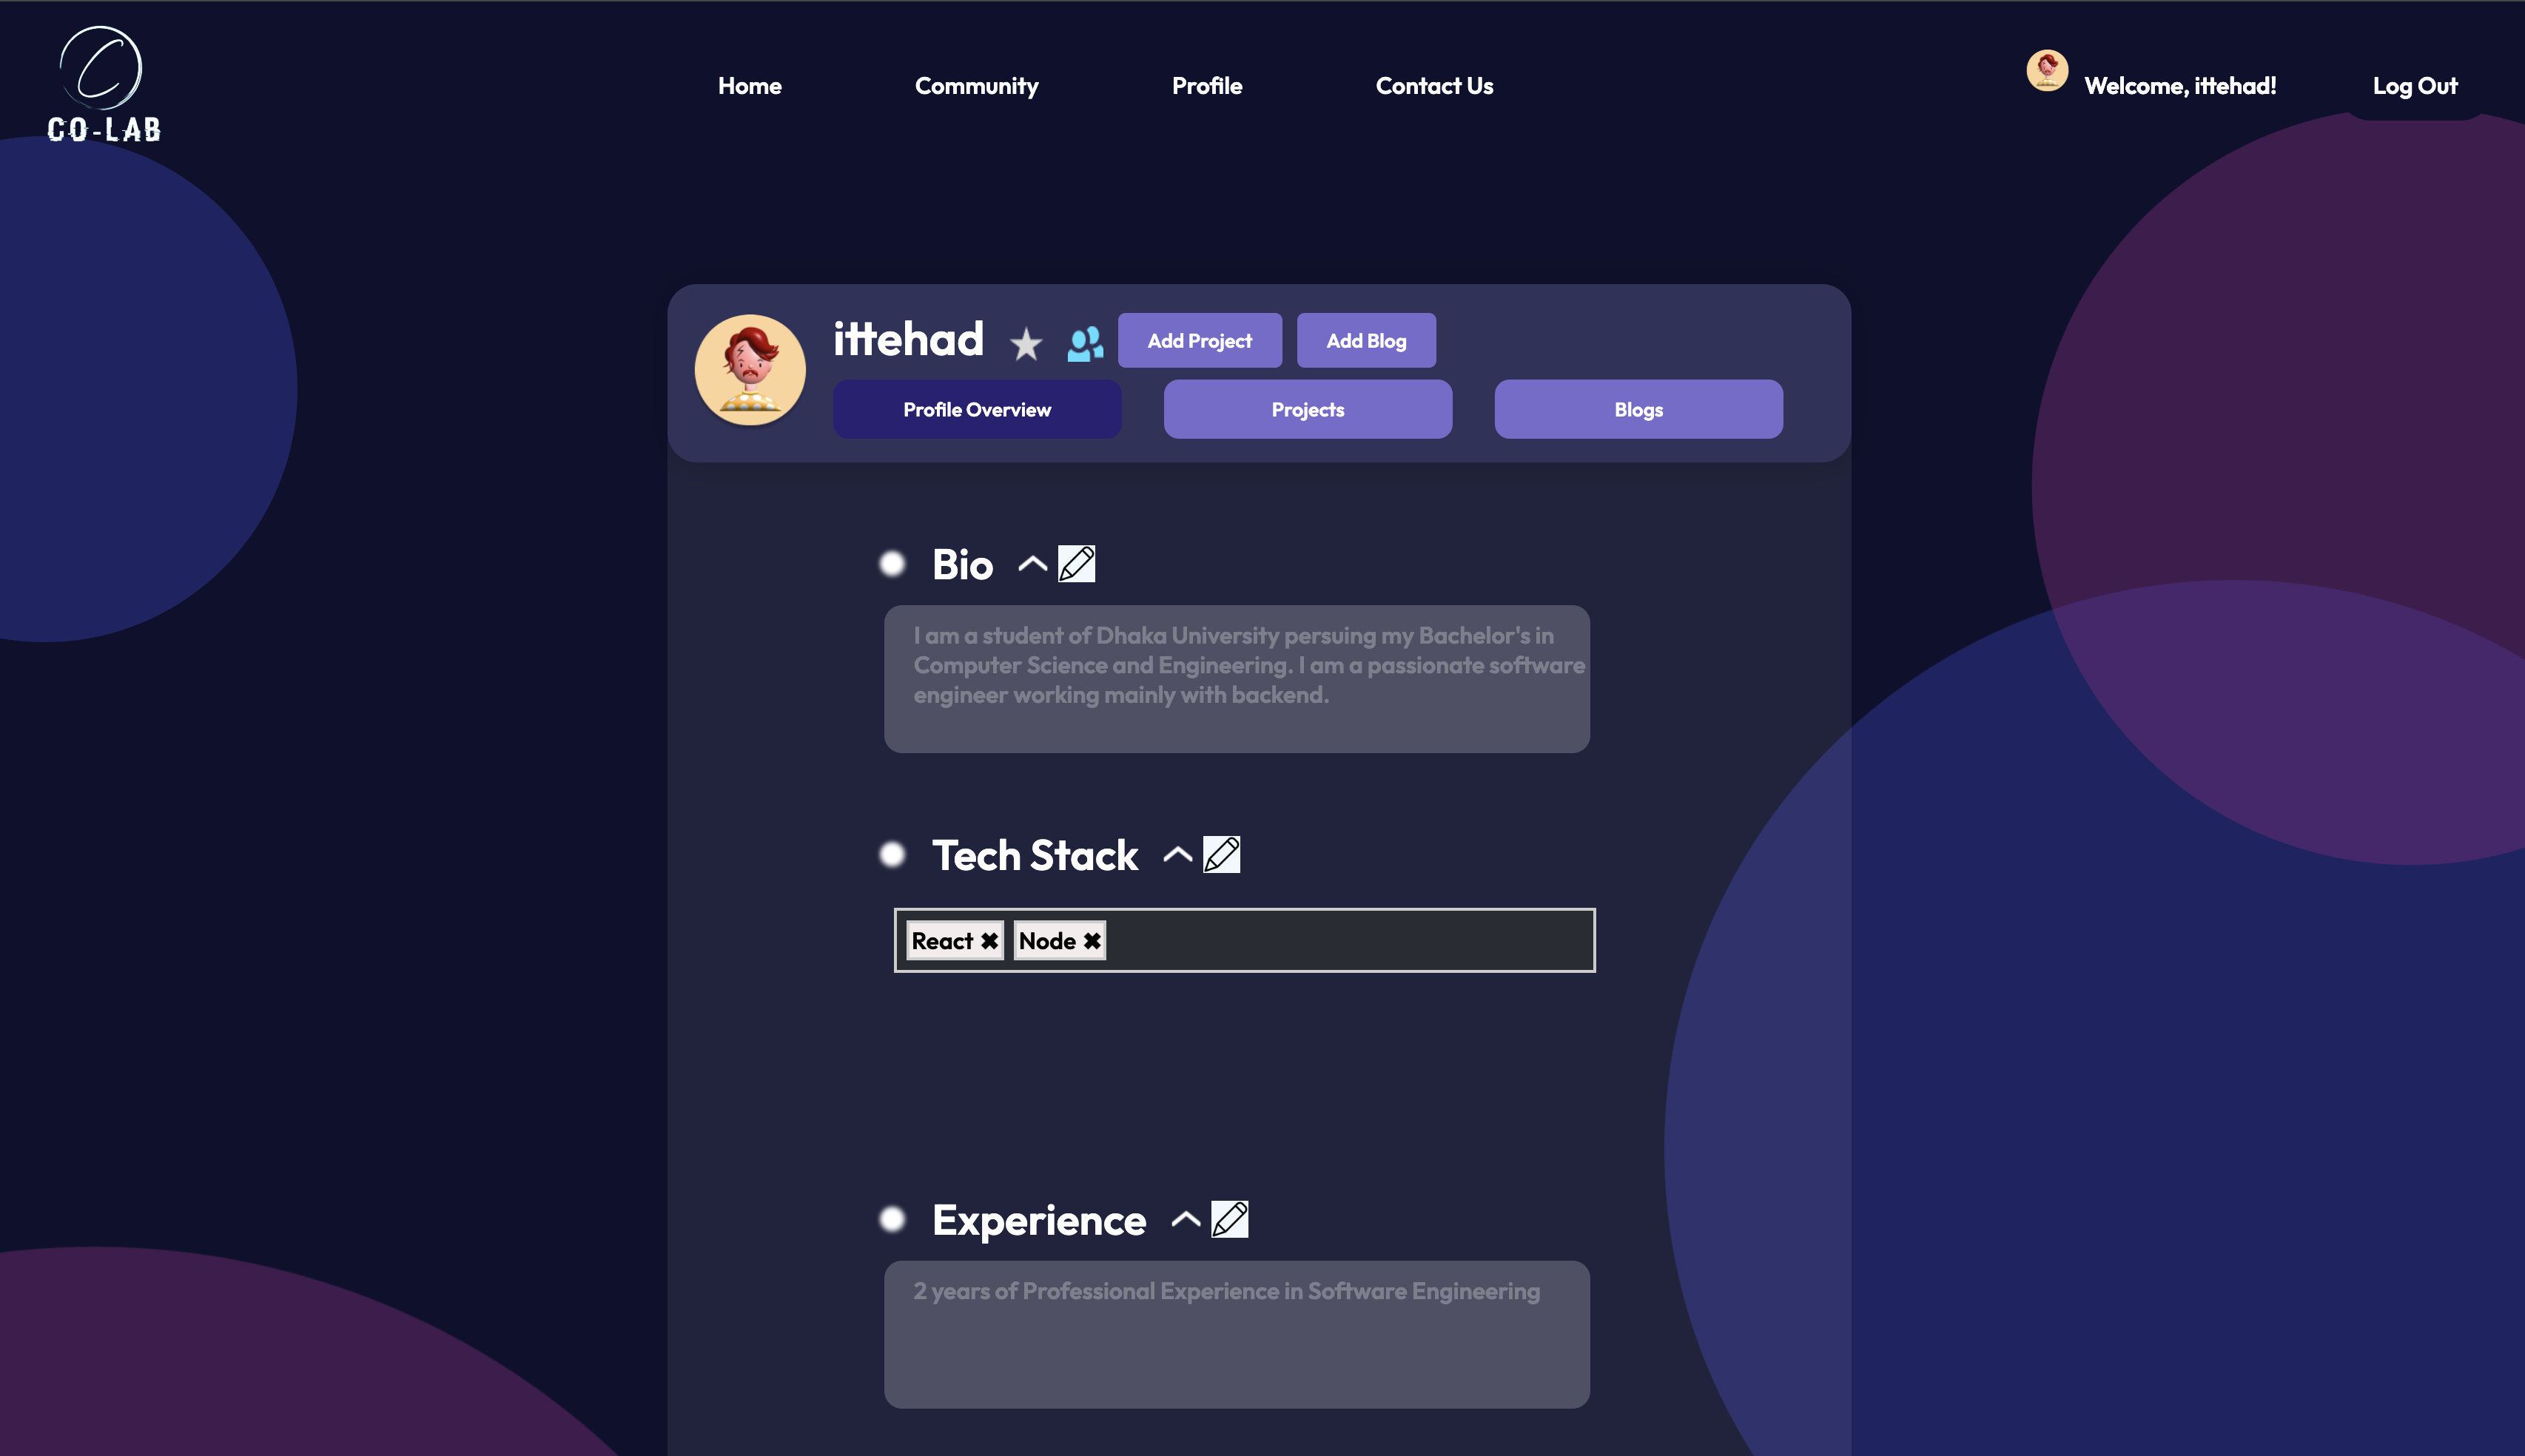 C
CO-LAB
Home
Community
Profile
Contact Us
Welcome, ittehad!
Log Out
ittehad
Add Project
Add Blog
Profile Overview
Projects
Blogs
Bio
I am a student of Dhaka University persuing my Bachelor's in
Computer Science and Engineering. I am a passionate software
engineer working mainly with backend.
Tech Stack
React ✖
Node ✖
Experience
2 years of Professional Experience in Software Engineering